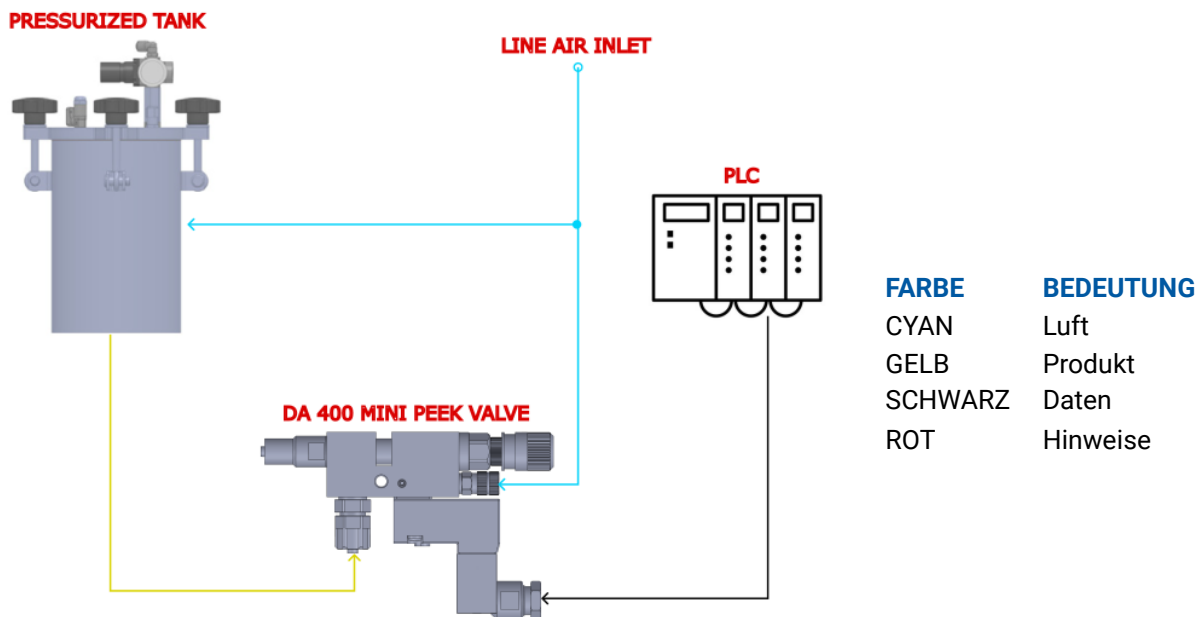 PRESSURIZED TANK
LINE AIR INLET
PLC
DA 400 MINI PEEK VALVE
FARBE BEDEUTUNG
CYAN Luft
GELB Produkt
SCHWARZ Daten
ROT Hinweise